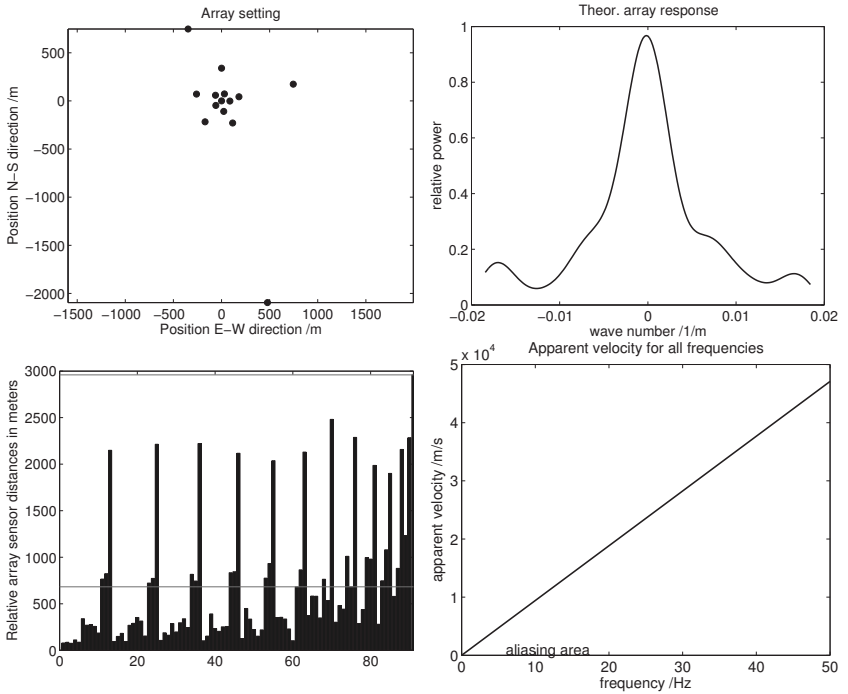 Array setting
500
0
−500
−1000
−1500
−2000
Position N−S direction /m
−1500 −1000 −500 0 500 1000 1500
Position E−W direction /m
Theor. array response
1
0.8
0.6
0.4
0.2
0
relative power
−0.02 −0.01 0 0.01 0.02
wave number /1/m
3000
2500
2000
1500
1000
500
0
Relative array sensor distances in meters
0 20 40 60 80
Apparent velocity for all frequencies
x 10^4
5
4
3
2
1
0
apparent velocity /m/s
aliasing area
0 10 20 30 40 50
frequency /Hz